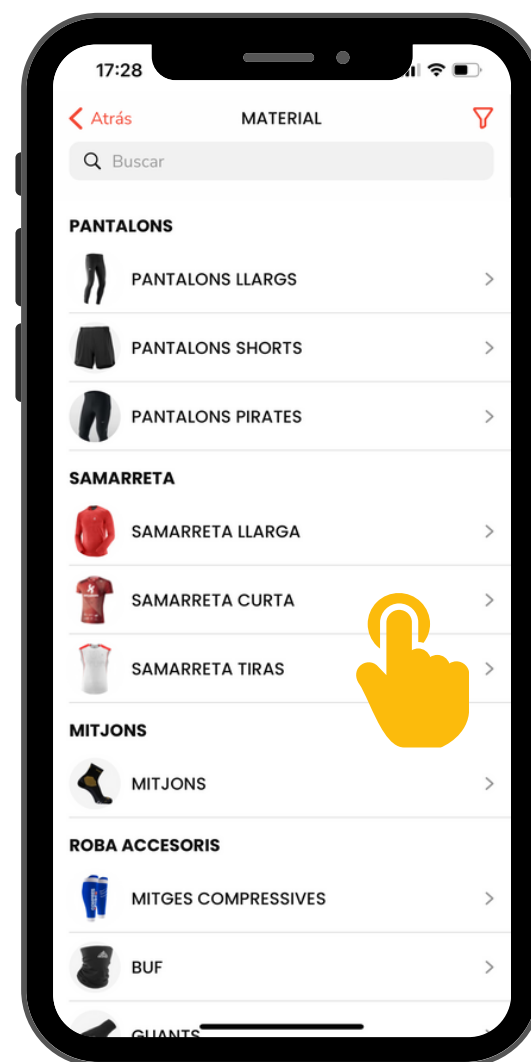 17:28
Atrás
MATERIAL
Buscar
PANTALONS
PANTALONS LLARGS
PANTALONS SHORTS
PANTALONS PIRATES
SAMARRETA
SAMARRETA LLARGA
SAMARRETA CURTA
SAMARRETA TIRAS
MITJONS
MITJONS
ROBA ACCESORIS
MITGES COMPRESSIVES
BUF
GUANTS